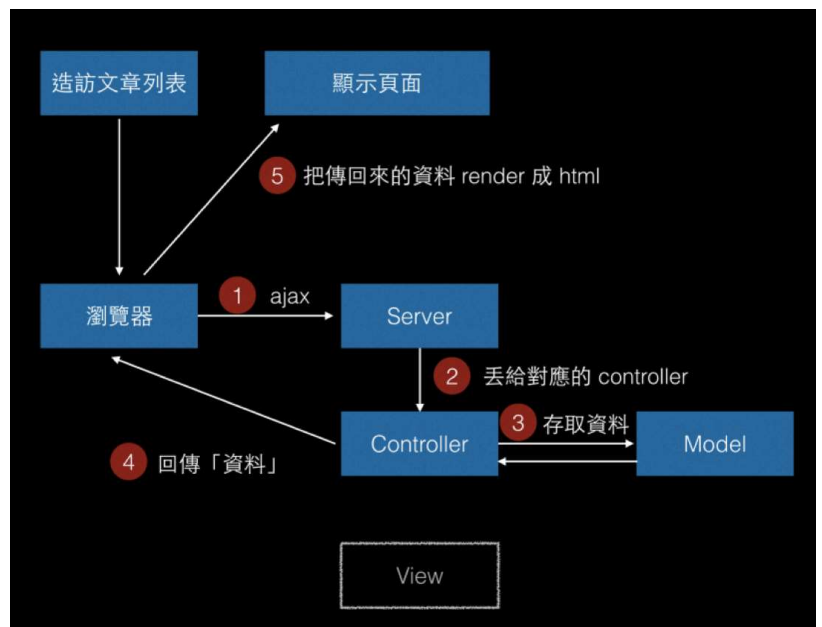 造訪文章列表
顯示頁面
5 把傳回來的資料 render 成 html
瀏覽器
1 ajax
Server
2 丟給對應的 controller
Controller
3 存取資料
Model
4 回傳「資料」
View